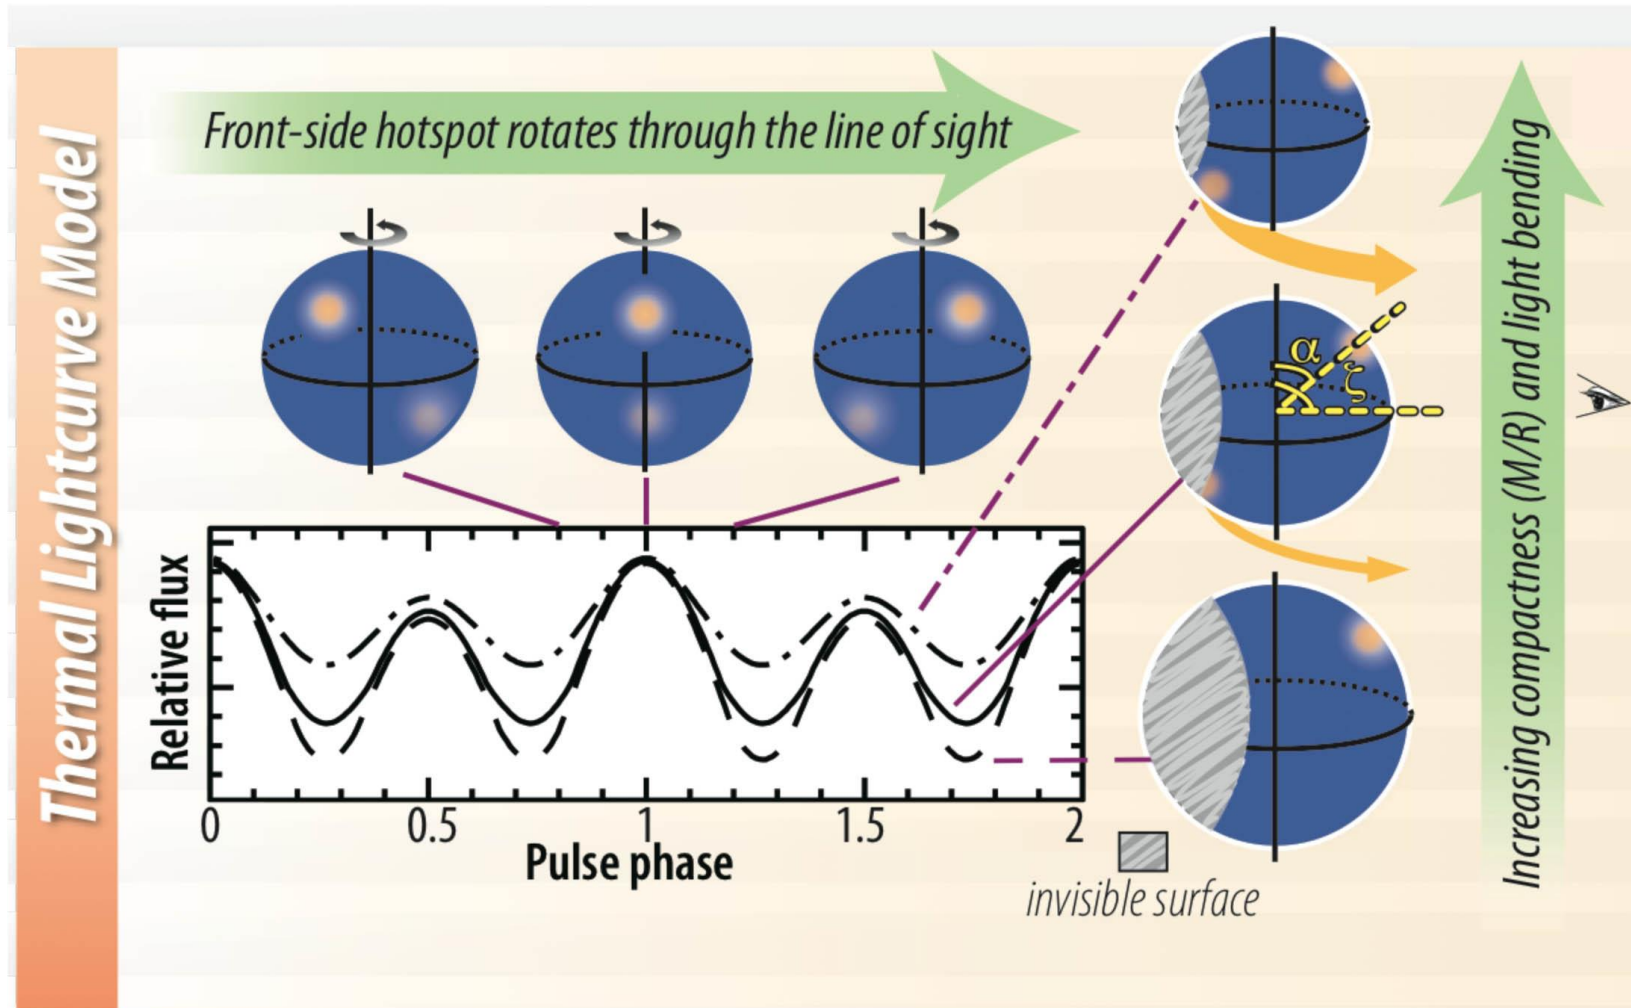 Thermal Lightcurve Model
Front-side hotspot rotates through the line of sight
Increasing compactness (M/R) and light bending
α
ζ
Relative flux
0 0.5 1 1.5 2
Pulse phase
invisible surface